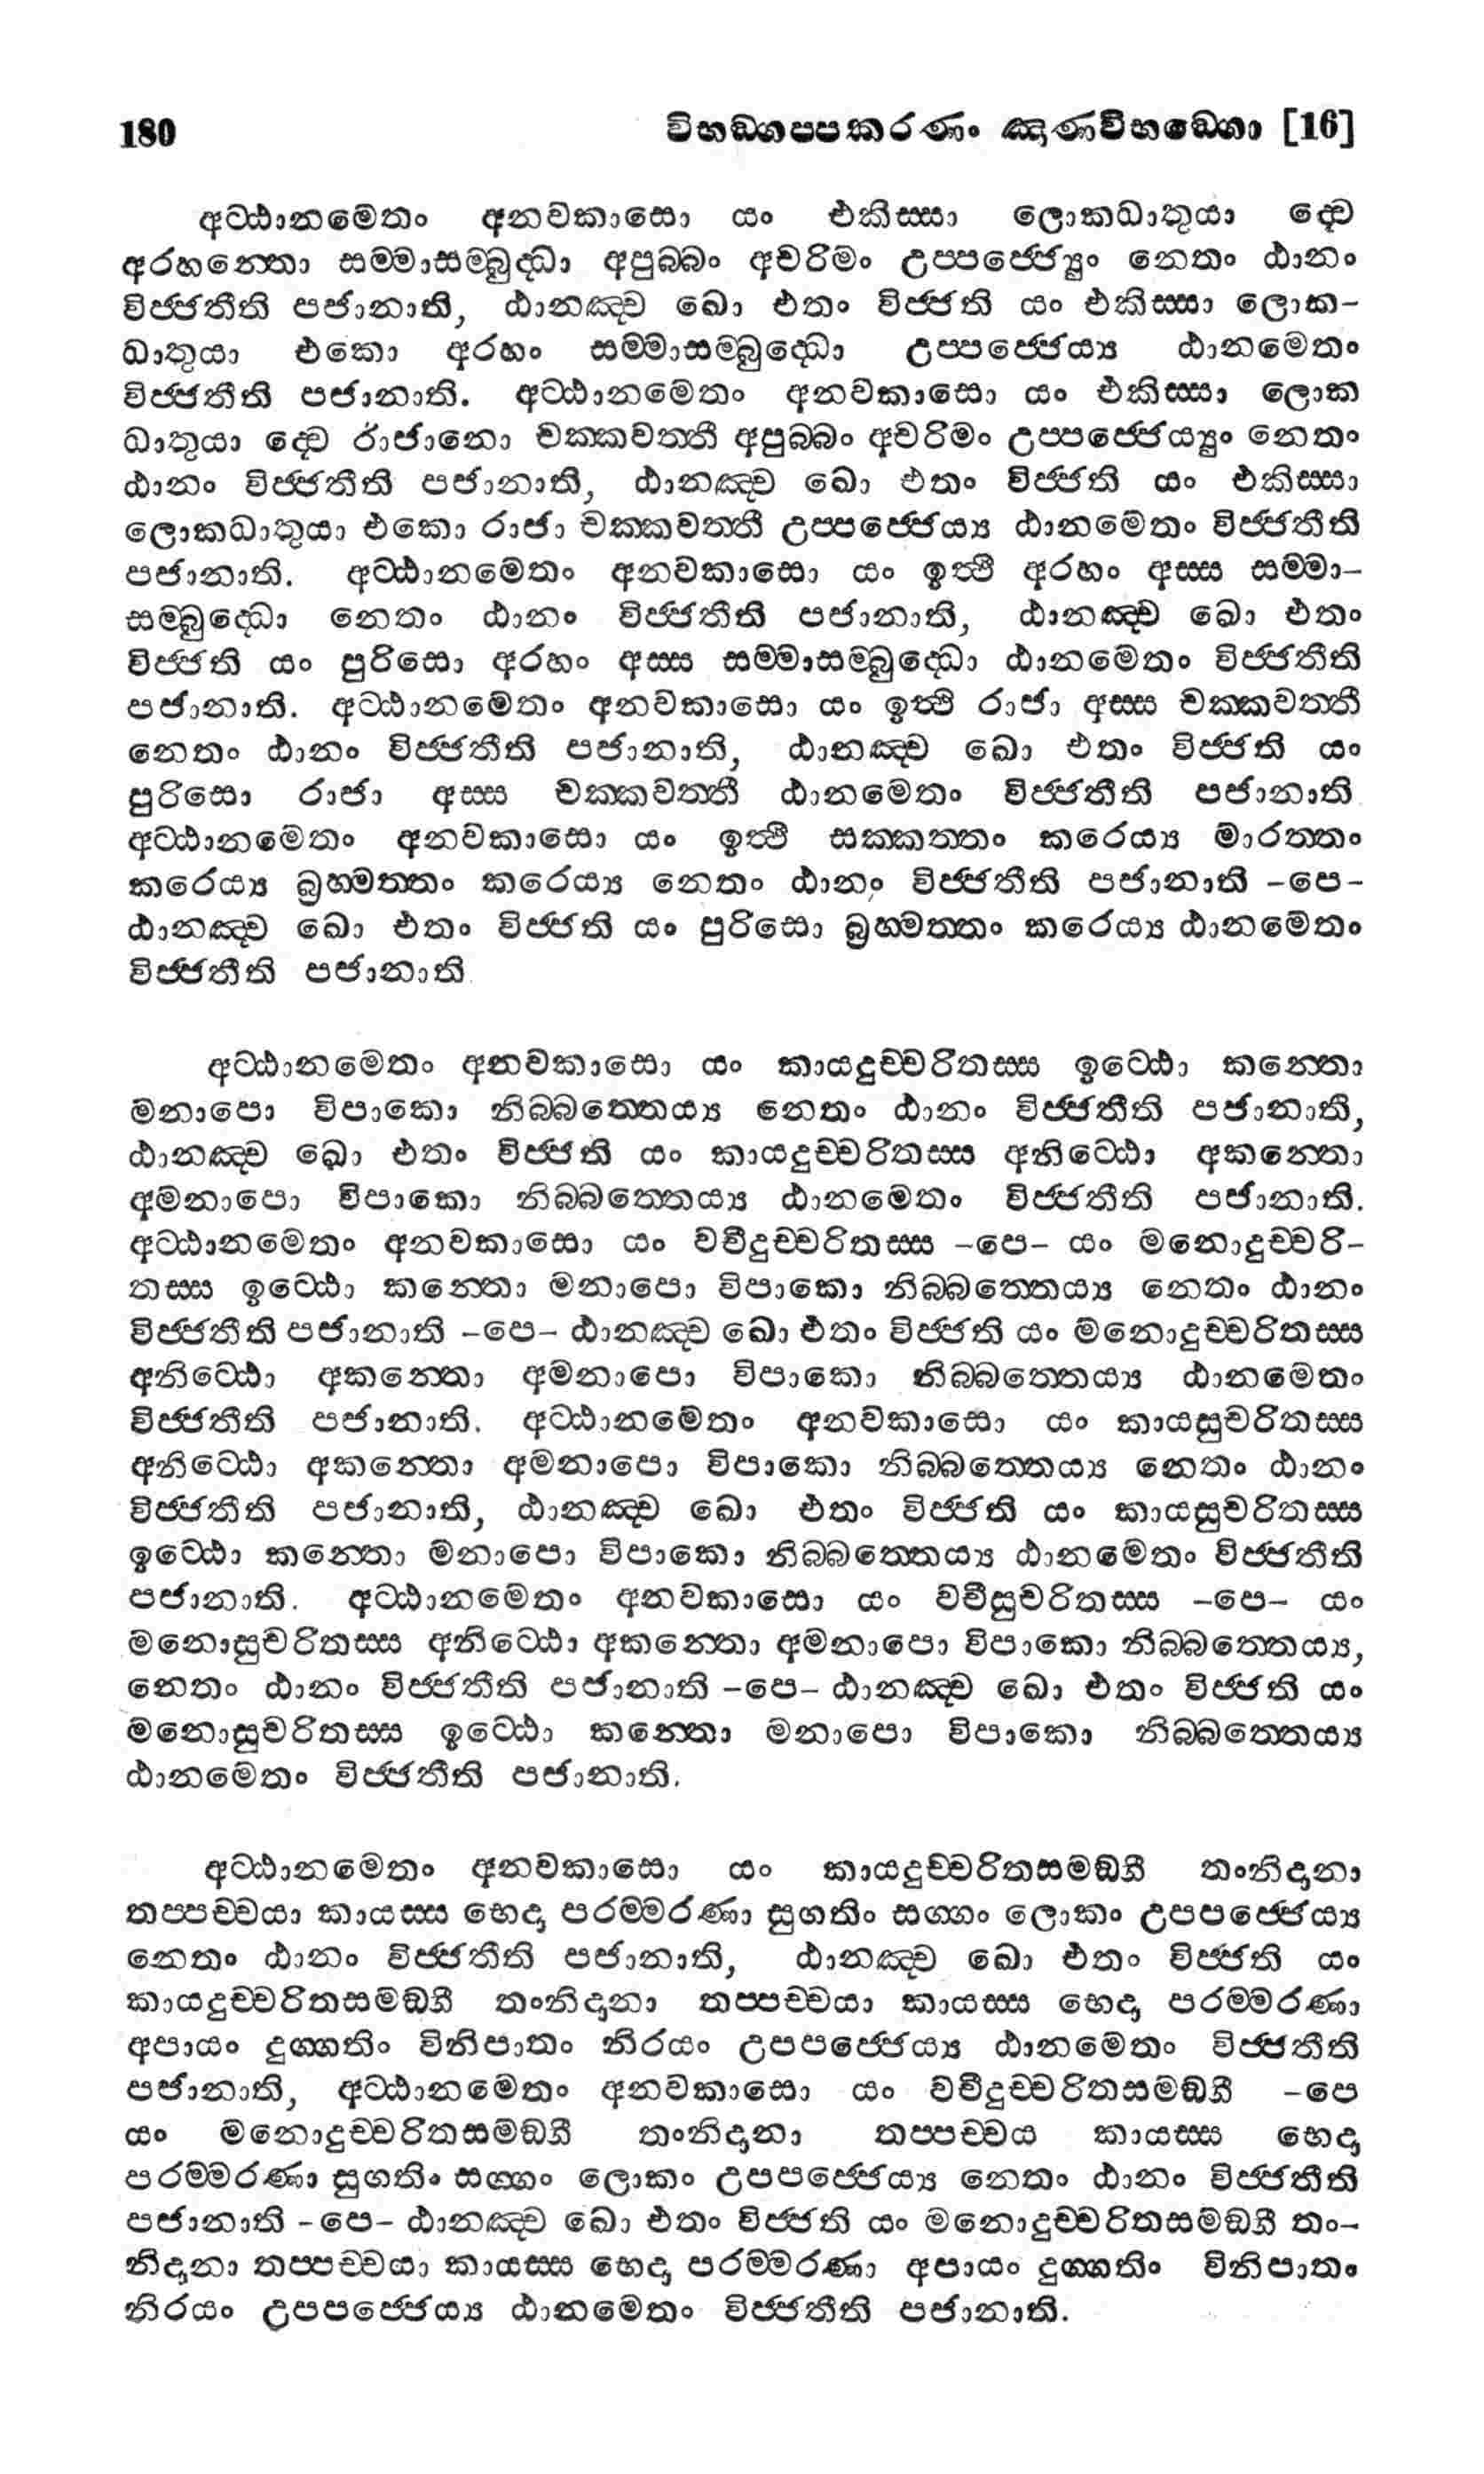 180 විභඞ්ගප්පකරණං ඤාණවිභඞ්ගො [16]
අට්ඨානමෙතං අනවකාසො යං එකිස්සා ලොකධාතුයා ද්වෙ
අරහන්තො සම්මාසම්බුද්ධා අපුබ්බං අචරිමං උප්පජ්ජෙය්‍යුං නෙතං ඨානං
විජ්ජතීති පජානාති, ඨානඤ්ච ඛො එතං විජ්ජති යං එකිස්සා ලොක-
ධාතුයා එකො අරහං සම්මාසම්බුද්ධො උප්පජ්ජෙය්‍ය ඨානමෙතං
විජ්ජතීති පජානාති. අට්ඨානමෙතං අනවකාසො යං එකිස්සා ලොක
ධාතුයා ද්වෙ රාජානො චක්කවත්තී අපුබ්බං අචරිමං උප්පජ්ජෙය්‍යුං නෙතං
ඨානං විජ්ජතීති පජානාති, ඨානඤ්ච ඛො එතං විජ්ජති යං එකිස්සා
ලොකධාතුයා එකො රාජා චක්කවත්තී උප්පජ්ජෙය්‍ය ඨානමෙතං විජ්ජතීති
පජානාති. අට්ඨානමෙතං අනවකාසො යං ඉත්ථි අරහං අස්ස සම්මා-
සම්බුද්ධො නෙතං ඨානං විජ්ජතීති පජානාති, ඨානඤ්ච ඛො එතං
විජ්ජති යං පුරිසො අරහං අස්ස සම්මාසම්බුද්ධො ඨානමෙතං විජ්ජතීති
පජානාති. අට්ඨානමෙතං අනවකාසො යං ඉත්ථි රාජා අස්ස චක්කවත්තී
නෙතං ඨානං විජ්ජතීති පජානාති, ඨානඤ්ච ඛො එතං විජ්ජති යං
පුරිසො රාජා අස්ස චක්කවත්තී ඨානමෙතං විජ්ජතීති පජානාති
අට්ඨානමෙතං අනවකාසො යං ඉත්ථී සක්කත්තං කරෙය්‍ය මාරත්තං
කරෙය්‍ය බ්‍රහ්මත්තං කරෙය්‍ය නෙතං ඨානං විජ්ජතීති පජානාති -පෙ-
ඨානඤ්ච ඛො එතං විජ්ජති යං පුරිසො බ්‍රහ්මත්තං කරෙය්‍ය ඨානමෙතං
විජ්ජතීති පජානාති
අට්ඨානමෙතං අනවකාසො යං කායදුච්චරිතස්ස ඉට්ඨො කන්තො
මනාපො විපාකො නිබ්බත්තෙය්‍ය නෙතං ඨානං විජ්ජතීති පජානාති,
ඨානඤ්ච ඛො එතං විජ්ජති යං කායදුච්චරිතස්ස අනිට්ඨො අකන්තො
අමනාපො විපාකො නිබ්බත්තෙය්‍ය ඨානමෙතං විජ්ජතීති පජානාති.
අට්ඨානමෙතං අනවකාසො යං වචීදුච්චරිතස්ස -පෙ- යං මනොදුච්චරි-
තස්ස ඉට්ඨො කන්තො මනාපො විපාකො නිබ්බත්තෙය්‍ය නෙතං ඨානං
විජ්ජතීති පජානාති -පෙ- ඨානඤ්ච ඛො එතං විජ්ජති යං මනොදුච්චරිතස්ස
අනිට්ඨො අකන්තො අමනාපො විපාකො නිබ්බත්තෙය්‍ය ඨානමෙතං
විජ්ජතීති පජානාති. අට්ඨානමෙතං අනවකාසො යං කායසුචරිතස්ස
අනිට්ඨො අකන්තො අමනාපො විපාකො නිබ්බත්තෙය්‍ය නෙතං ඨානං
විජ්ජතීති පජානාති, ඨානඤ්ච ඛො එතං විජ්ජති යං කායසුචරිතස්ස
ඉට්ඨො කන්තො මනාපො විපාකො නිබ්බත්තෙය්‍ය ඨානමෙතං විජ්ජතීති
පජානාති. අට්ඨානමෙතං අනවකාසො යං වචීසුචරිතස්ස -පෙ- යං
මනොසුචරිතස්ස අනිට්ඨො අකන්තො අමනාපො විපාකො නිබ්බත්තෙය්‍ය,
නෙතං ඨානං විජ්ජතීති පජානාති -පෙ- ඨානඤ්ච ඛො එතං විජ්ජති යං
මනොසුචරිතස්ස ඉට්ඨො කන්තො මනාපො විපාකො නිබ්බත්තෙය්‍ය
ඨානමෙතං විජ්ජතීති පජානාති.
අට්ඨානමෙතං අනවකාසො යං කායදුච්චරිතසමඞ්ගී තංනිදානා
තප්පච්චයා කායස්ස භෙදා පරම්මරණා සුගතිං සග්ගං ලොකං උපපජ්ජෙය්‍ය
නෙතං ඨානං විජ්ජතීති පජානාති, ඨානඤ්ච ඛො එතං විජ්ජති යං
කායදුච්චරිතසමඞ්ගී තංනිදානා තප්පච්චයා කායස්ස භෙදා පරම්මරණා
අපායං දුග්ගතිං විනිපාතං නිරයං උපපජ්ජෙය්‍ය ඨානමෙතං විජ්ජතීති
පජානාති, අට්ඨානමෙතං අනවකාසො යං වචීදුච්චරිතසමඞ්ගී -පෙ
යං මනොදුච්චරිතසමඞ්ගී තංනිදානා තප්පච්චය කායස්ස භෙදා
පරම්මරණා සුගතිං සග්ගං ලොකං උපපජ්ජෙය්‍ය නෙතං ඨානං විජ්ජතීති
පජානාති -පෙ- ඨානඤ්ච ඛො එතං විජ්ජති යං මනොදුච්චරිතසමඞ්ගී තං-
නිදානා තප්පච්චයා කායස්ස භෙදා පරම්මරණා අපායං දුග්ගතිං විනිපාතං
නිරයං උපපජ්ජෙය්‍ය ඨානමෙතං විජ්ජතීති පජානාති.